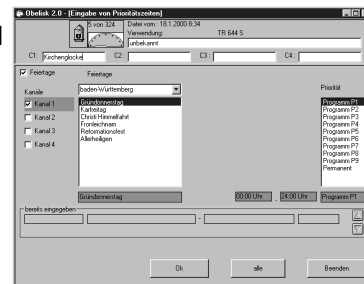 Obelisk 2.0 - [Eingabe von Prioritätszeiten]
5 von 324
Datei vom : 18.1.2000 8:34
Verwendung: TR 644 S
unbekannt
C1: Kirchenglocke C2: C3: C4:
Feiertage Feiertage
Kanäle baden-Württemberg Priorität
Kanal 1
Kanal 2
Kanal 3
Kanal 4
Gründonnerstag
Karfreitag
Christi Himmelfahrt
Fronleichnam
Reformationsfest
Allerheiligen
Programm P1
Programm P2
Programm P3
Programm P4
Programm P5
Programm P6
Programm P7
Programm P8
Programm P9
Permanent
Gründonnerstag 00:00 Uhr - 24:00 Uhr Programm P1
bereits eingegeben
-
Ok alle Beenden